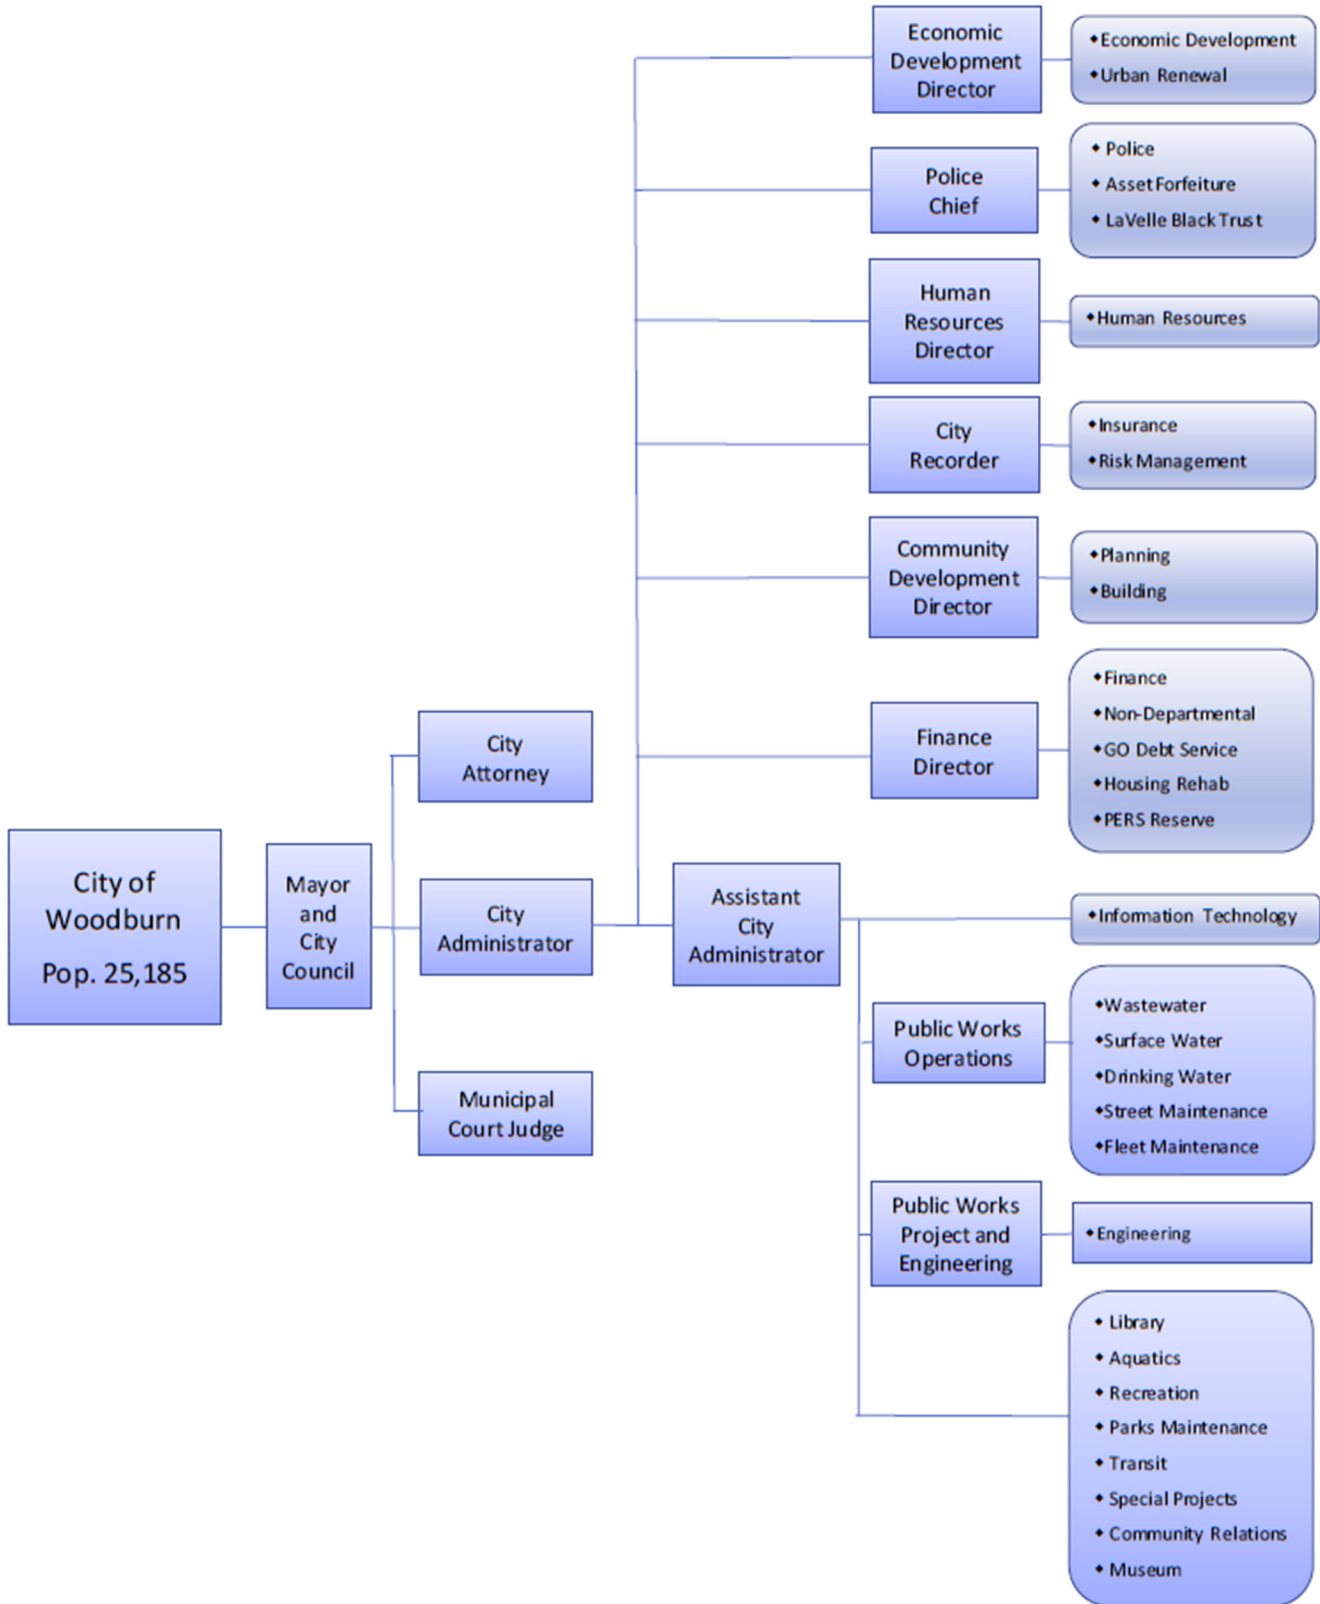 City of
Woodburn
Pop. 25,185
Mayor
and
City
Council
City
Attorney
City
Administrator
Municipal
Court Judge
Assistant
City
Administrator
Economic
Development
Director
◆Economic Development
◆Urban Renewal
Police
Chief
◆ Police
◆ Asset Forfeiture
◆ LaVelle Black Trust
Human
Resources
Director
◆Human Resources
City
Recorder
◆Insurance
◆Risk Management
Community
Development
Director
◆Planning
◆Building
Finance
Director
◆Finance
◆Non-Departmental
◆GO Debt Service
◆Housing Rehab
◆PERS Reserve
◆Information Technology
Public Works
Operations
◆Wastewater
◆Surface Water
◆Drinking Water
◆Street Maintenance
◆Fleet Maintenance
Public Works
Project and
Engineering
◆Engineering
◆ Library
◆ Aquatics
◆ Recreation
◆ Parks Maintenance
◆ Transit
◆ Special Projects
◆ Community Relations
◆ Museum